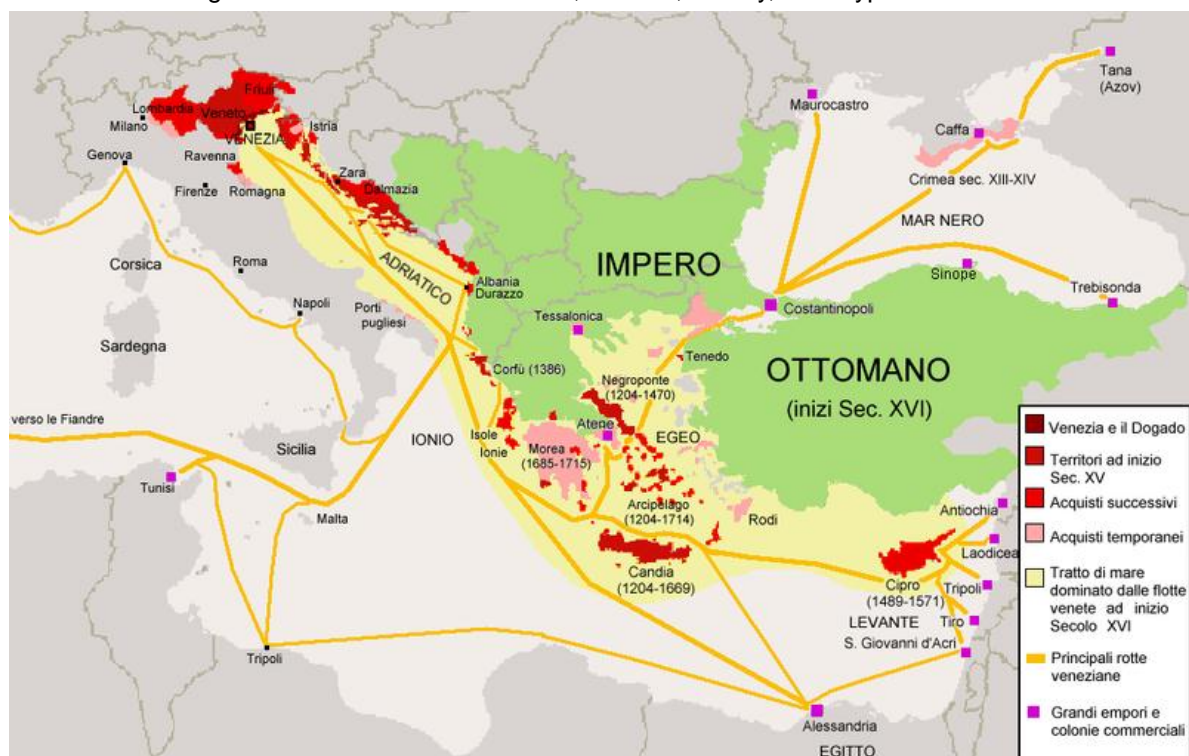 Tana
(Azov)
Maurocastro
Friuli
Lombardia
Veneto
Milano
VENEZIA
Istria
Caffa
Genova
Ravenna
Crimea sec. XIII-XIV
Zara
Firenze
Romagna
Dalmazia
MAR NERO
Corsica
Roma
ADRIATICO
IMPERO
Sinope
Albania
Durazzo
Trebisonda
Napoli
Porti
pugliesi
Tessalonica
Costantinopoli
Sardegna
Tenedo
Corfù (1386)
OTTOMANO
(inizi Sec. XVI)
Negroponte
(1204-1470)
verso le Fiandre
IONIO
Isole
Ionie
Atene
EGEO
Sicilia
Morea
(1685-1715)
Tunisi
Malta
Arcipelago
(1204-1714)
Rodi
Antiochia
Laodicea
Candia
(1204-1669)
Cipro
(1489-1571)
Tripoli
LEVANTE
Tiro
S. Giovanni d'Acri
Tripoli
Alessandria
EGITTO
Venezia e il Dogado
Territori ad inizio
Sec. XV
Acquisti successivi
Acquisti temporanei
Tratto di mare
dominato dalle flotte
venete ad inizio
Secolo XVI
Principali rotte
veneziane
Grandi empori e
colonie commerciali